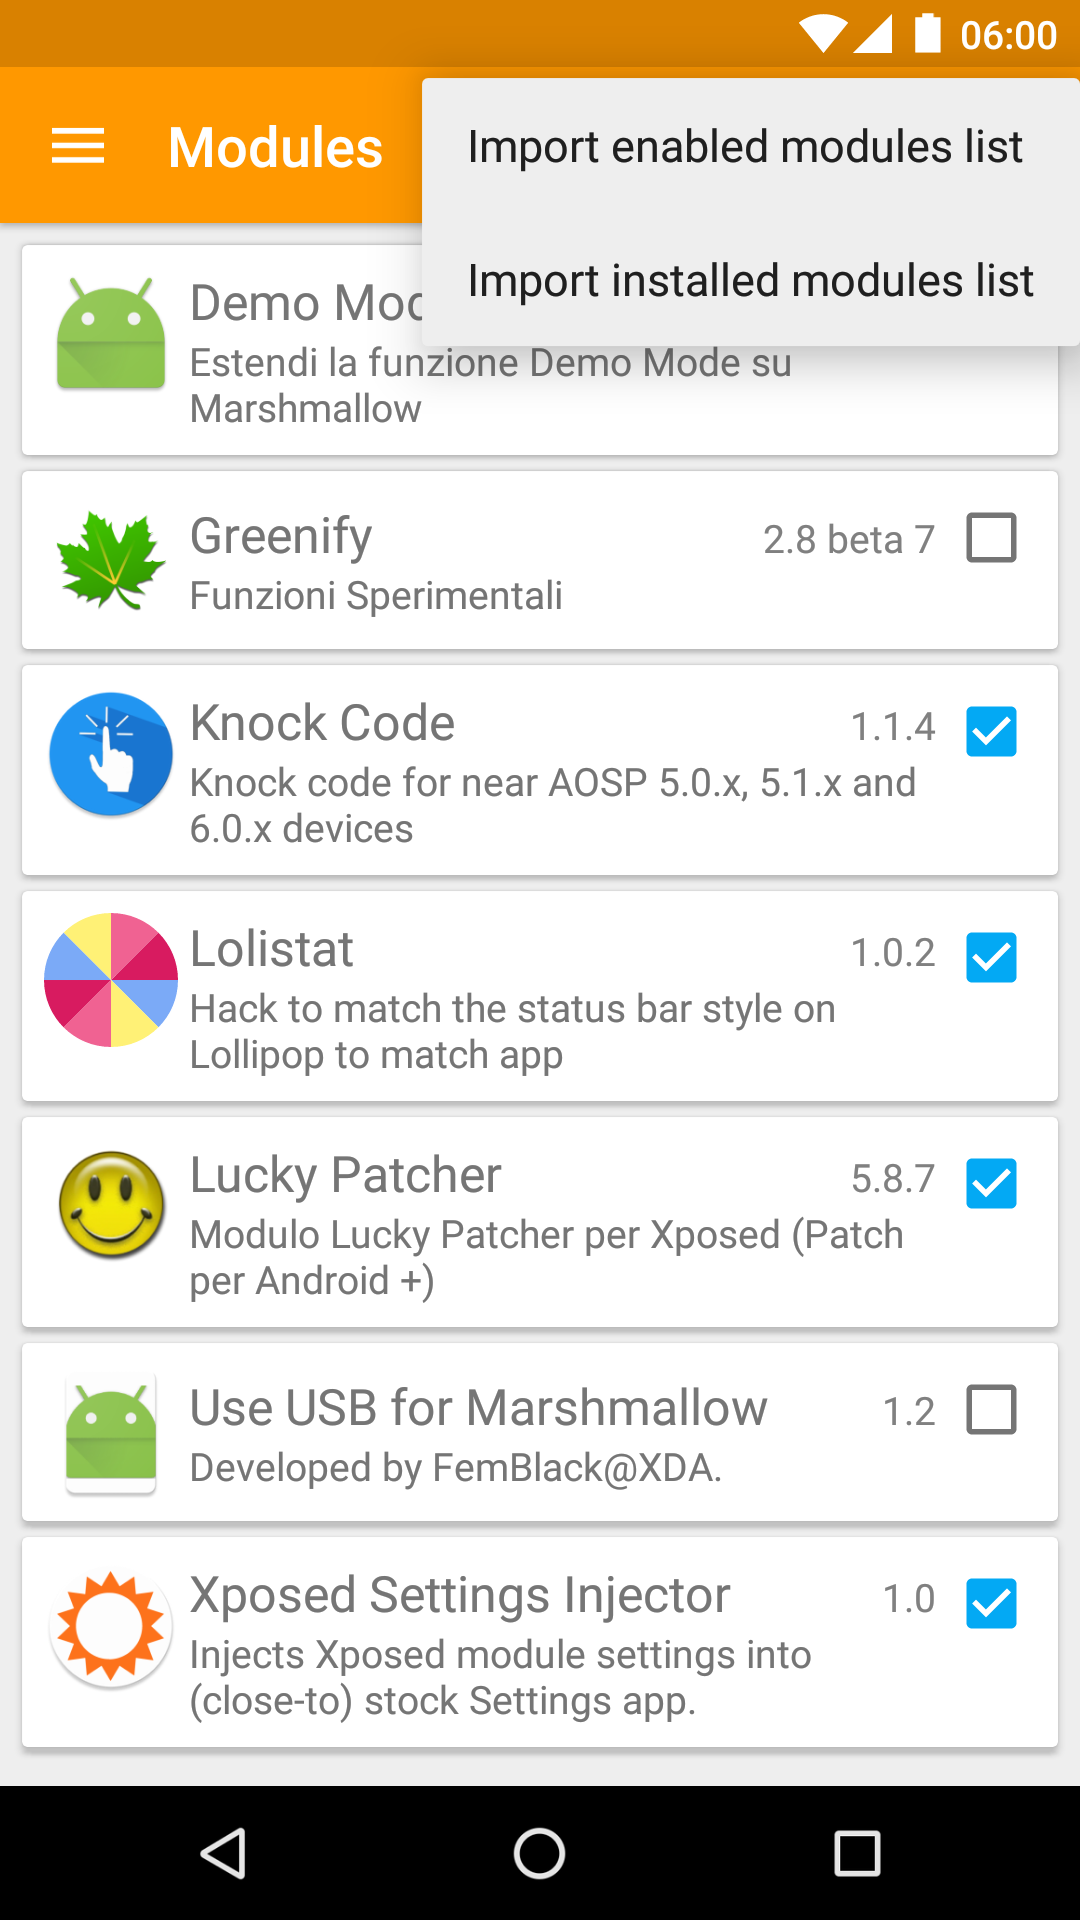 06:00
Modules
Import enabled modules list
Import installed modules list
Demo
Estendi la funzione Demo Mode su
Marshmallow
Greenify
2.8 beta 7
Funzioni Sperimentali
Knock Code
1.1.4
Knock code for near AOSP 5.0.x, 5.1.x and
6.0.x devices
Lolistat
1.0.2
Hack to match the status bar style on
Lollipop to match app
Lucky Patcher
5.8.7
Modulo Lucky Patcher per Xposed (Patch
per Android +)
Use USB for Marshmallow
1.2
Developed by FemBlack@XDA.
Xposed Settings Injector
1.0
Injects Xposed module settings into
(close-to) stock Settings app.